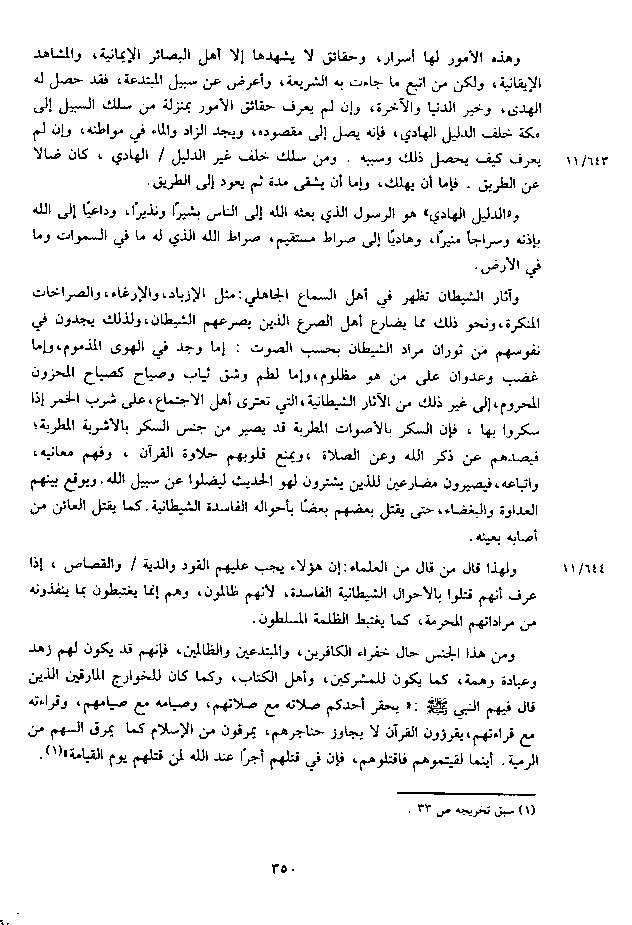 وهذه الأمور لها أسرار، وحقائق لا يشهدها إلا أهل البصائر الإيمانية، والمشاهد
الإيقانية، ولكن من اتبع ما جاءت به الشريعة، وأعرض عن سبيل المبتدعة، فقد حصل له
الهدى، وخير الدنيا والآخرة، وإن لم يعرف حقائق الأمور بمنزلة من سلك السبيل إلى
مكة خلف الدليل الهادي، فإنه يصل إلى مقصوده، ويجد الزاد والماء في مواطنه، وإن لم
١١/٦٤٣ يعرف كيف يحصل ذلك وسببه . ومن سلك خلف غير الدليل / الهادي ، كان ضالا
عن الطريق . فإما أن يهلك، وإما أن يشقى مدة ثم يعود إلى الطريق.
و«الدليل الهادي» هو الرسول الذي بعثه الله إلى الناس بشيرًا ونذيرًا، وداعيًا إلى الله
بإذنه وسراجاً منيرًا، وهاديًا إلى صراط مستقيم، صراط الله الذي له ما في السموات وما
في الأرض.
وآثار الشيطان تظهر في أهل السماع الجاهلي: مثل الإزباد، والإرغاء، والصراخات
المنكرة، ونحو ذلك مما يضارع أهل الصرع الذين يصرعهم الشيطان، ولذلك يجدون في
نفوسهم من ثوران مراد الشيطان بحسب الصوت : إما وجد في الهوى المذموم، وإما
غضب وعدوان على من هو مظلوم، وإما لطم وشق ثياب وصياح كصياح المحزون
المحروم، إلى غير ذلك من الآثار الشيطانية، التي تعترى أهل الاجتماع، على شرب الخمر إذا
سكروا بها ، فإن السكر بالأصوات المطربة قد يصير من جنس السكر بالأشربة المطربة؛
فيصدهم عن ذكر الله وعن الصلاة ، ويمنع قلوبهم حلاوة القرآن ، وفهم معانيه،
واتباعه، فيصيرون مضارعين للذين يشترون لهو الحديث ليضلوا عن سبيل الله. ويوقع بينهم
العداوة والبغضاء، حتى يقتل بعضهم بعضًا بأحواله الفاسدة الشيطانية. كما يقتل العائن من
أصابه بعينه.
١١/٦٤٤ ولهذا قال من قال من العلماء: إن هؤلاء يجب عليهم القود والدية / والقصاص ، إذا
عرف أنهم قتلوا بالأحوال الشيطانية الفاسدة، لأنهم ظالمون، وهم إنما يغتبطون بما ينفذونه
من مراداتهم المحرمة، كما يغتبط الظلمة المسلطون.
ومن هذا الجنس حال خفراء الكافرين، والمبتدعين والظالمين، فإنهم قد يكون لهم زهد
وعبادة وهمة، كما يكون للمشركين، وأهل الكتاب، وكما كان للخوارج المارقين الذين
قال فيهم النبي ﷺ :« يحقر أحدكم صلاته مع صلاتهم، وصيامه مع صيامهم، وقراءته
مع قراءتهم، يقرؤون القرآن لا يجاوز حناجرهم، يمرقون من الإسلام كما يمرق السهم من
الرمية. أينما لقيتموهم فاقتلوهم، فإن في قتلهم أجرًا عند الله لمن قتلهم يوم القيامة»(١).
(١) سبق تخريجه ص ٣٣ .
٣٥٠